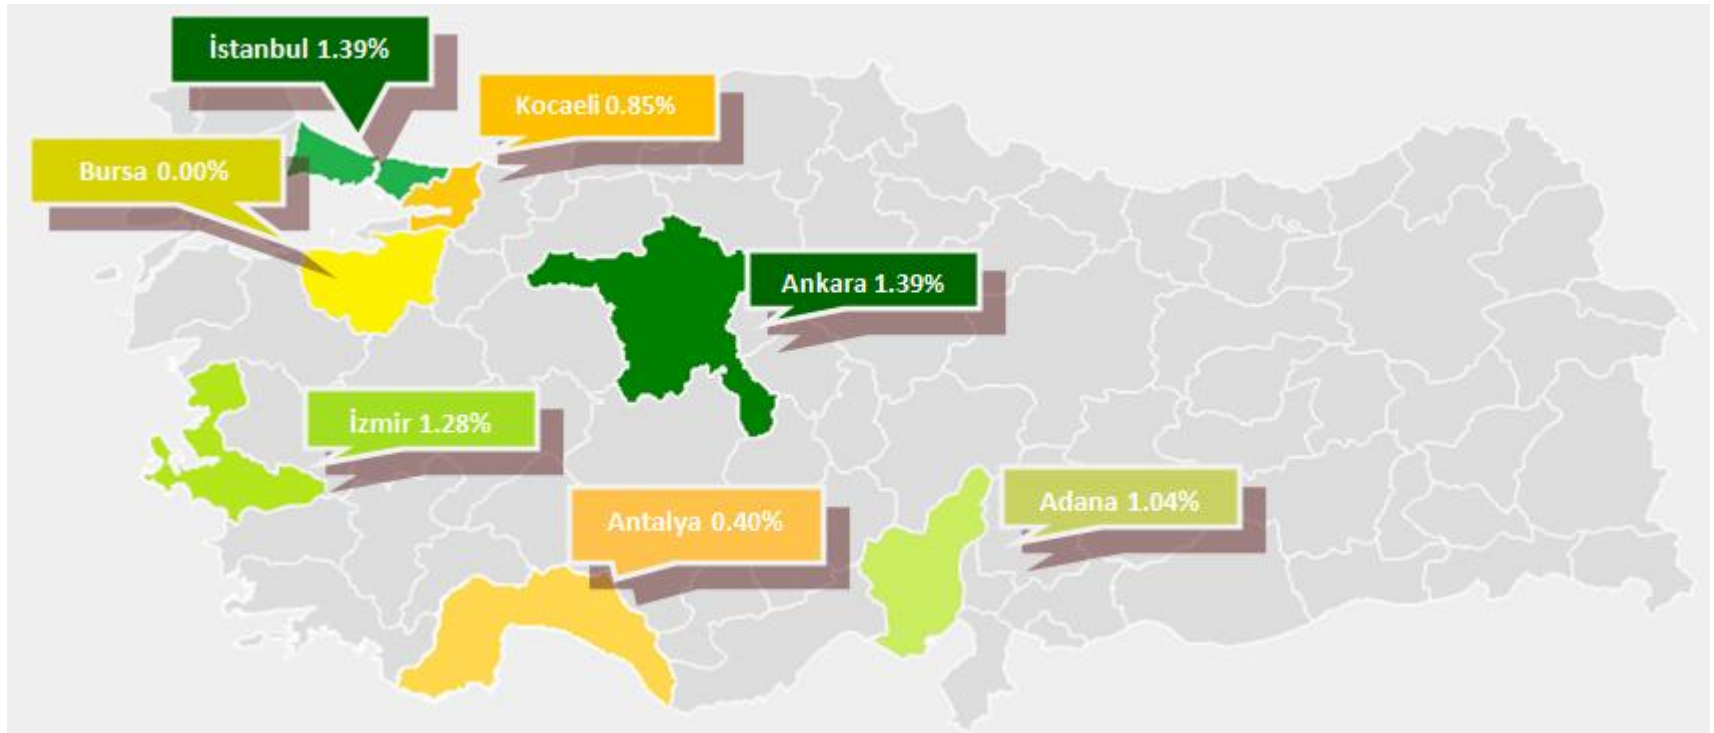 İstanbul 1.39%
Kocaeli 0.85%
Bursa 0.00%
Ankara 1.39%
İzmir 1.28%
Adana 1.04%
Antalya 0.40%